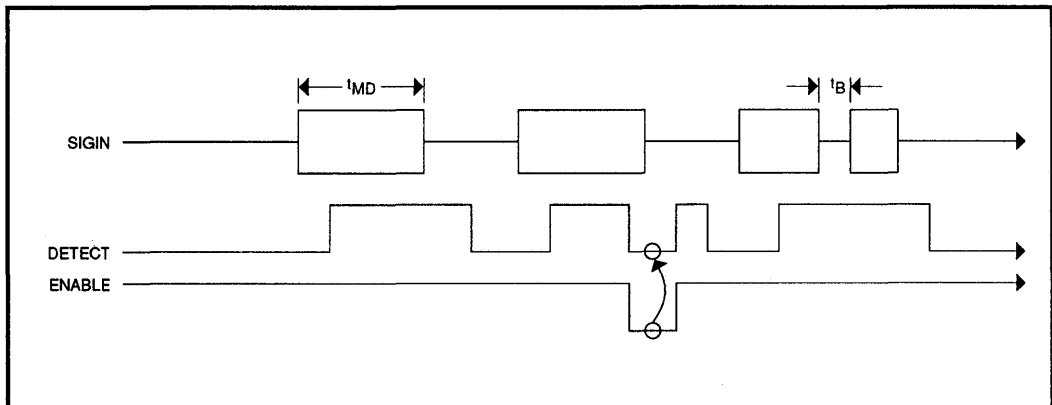 tMD
tB
SIGIN
DETECT
ENABLE